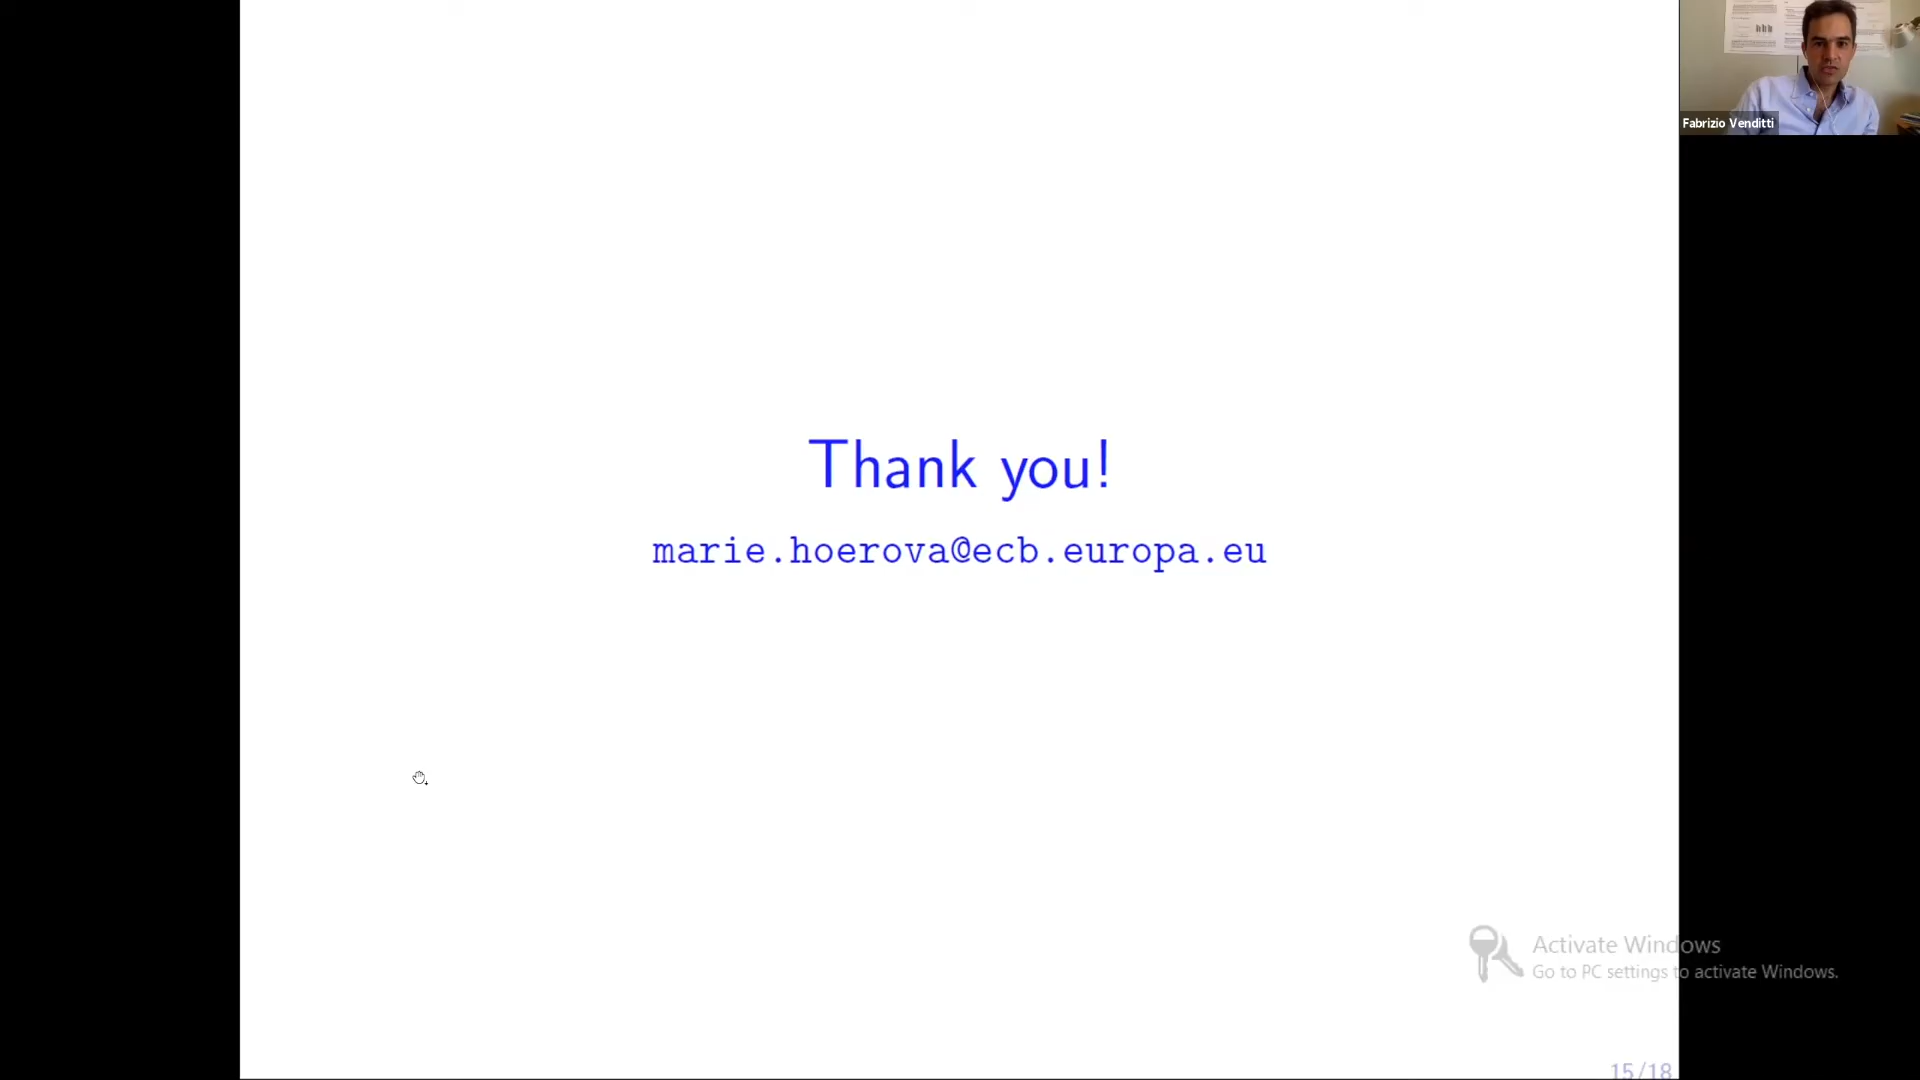 Fabrizio Venditti
Thank you!
marie.hoerova@ecb.europa.eu
Activate Windows
Go to PC settings to activate Windows.
15/18